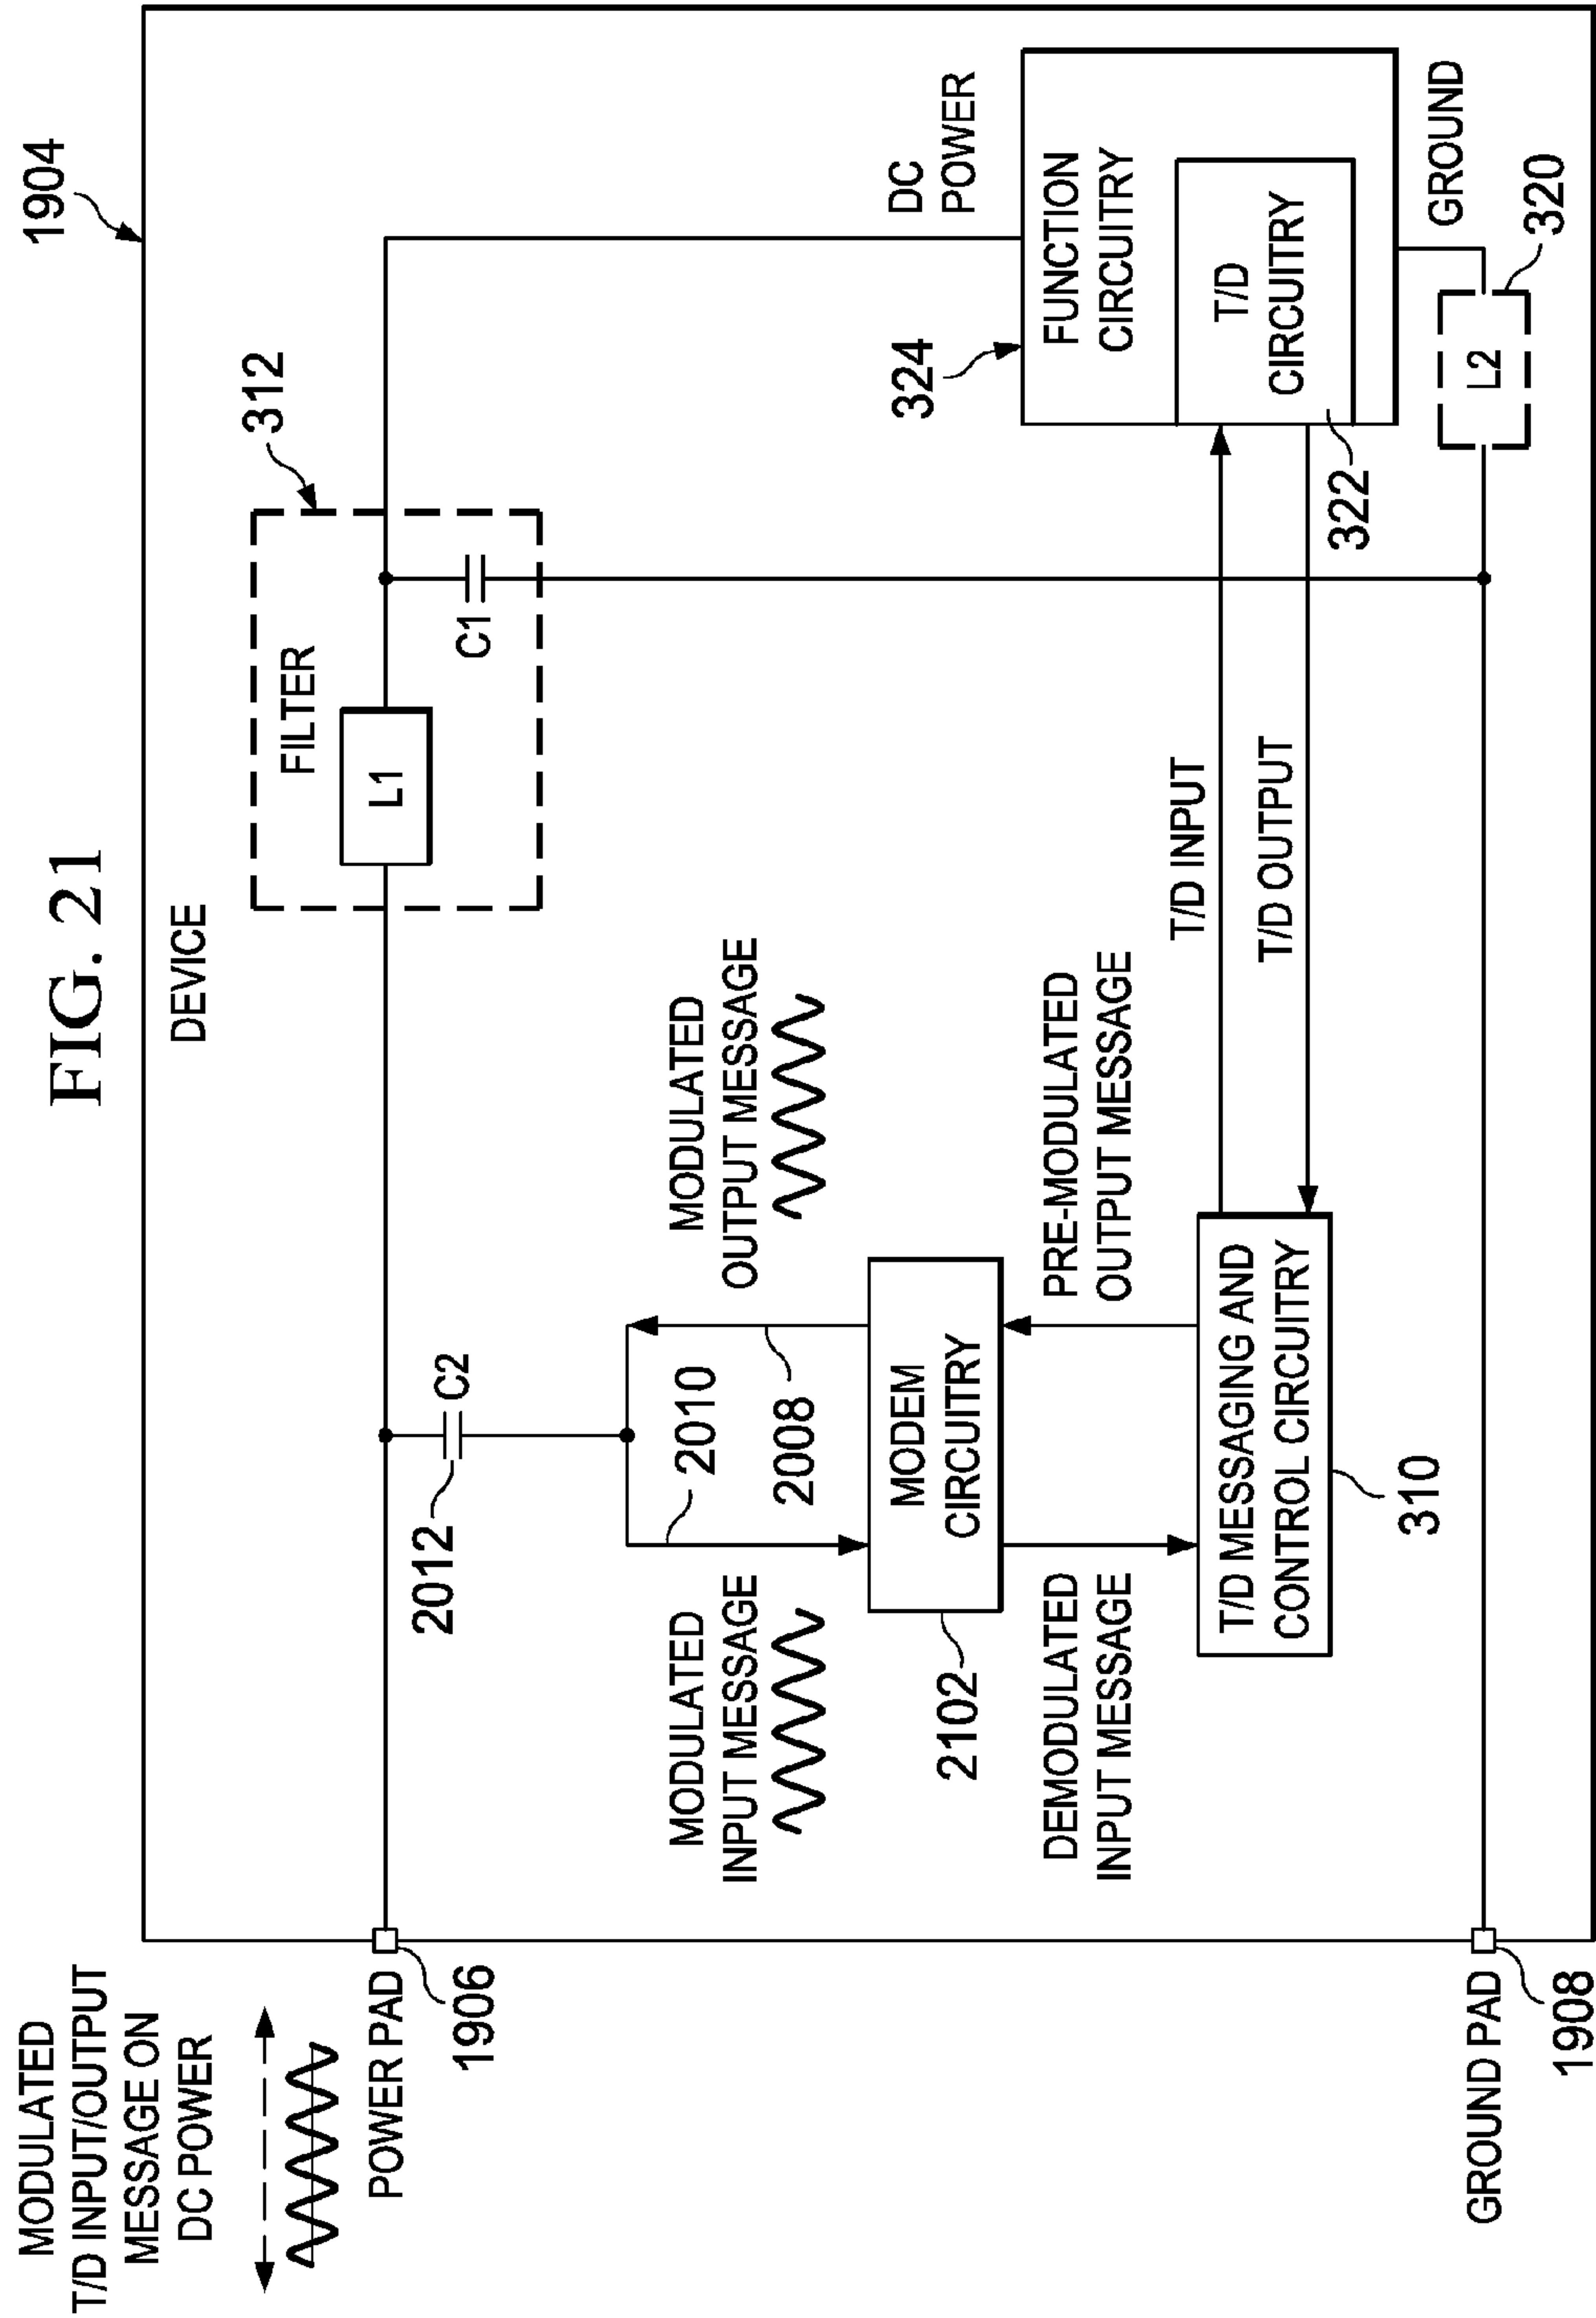 FIG. 21
1904
DEVICE
MODULATED
T/D INPUT/OUTPUT
MESSAGE ON
DC POWER
POWER PAD
1906
2012
C2
FILTER
312
L1
C1
MODULATED
INPUT MESSAGE
2010
2008
MODULATED
OUTPUT MESSAGE
MODEM
CIRCUITRY
2102
DEMODULATED
INPUT MESSAGE
PRE-MODULATED
OUTPUT MESSAGE
T/D MESSAGING AND
CONTROL CIRCUITRY
310
T/D INPUT
T/D OUTPUT
DC
POWER
324
FUNCTION
CIRCUITRY
T/D
CIRCUITRY
322
GROUND
L2
320
GROUND PAD
1908